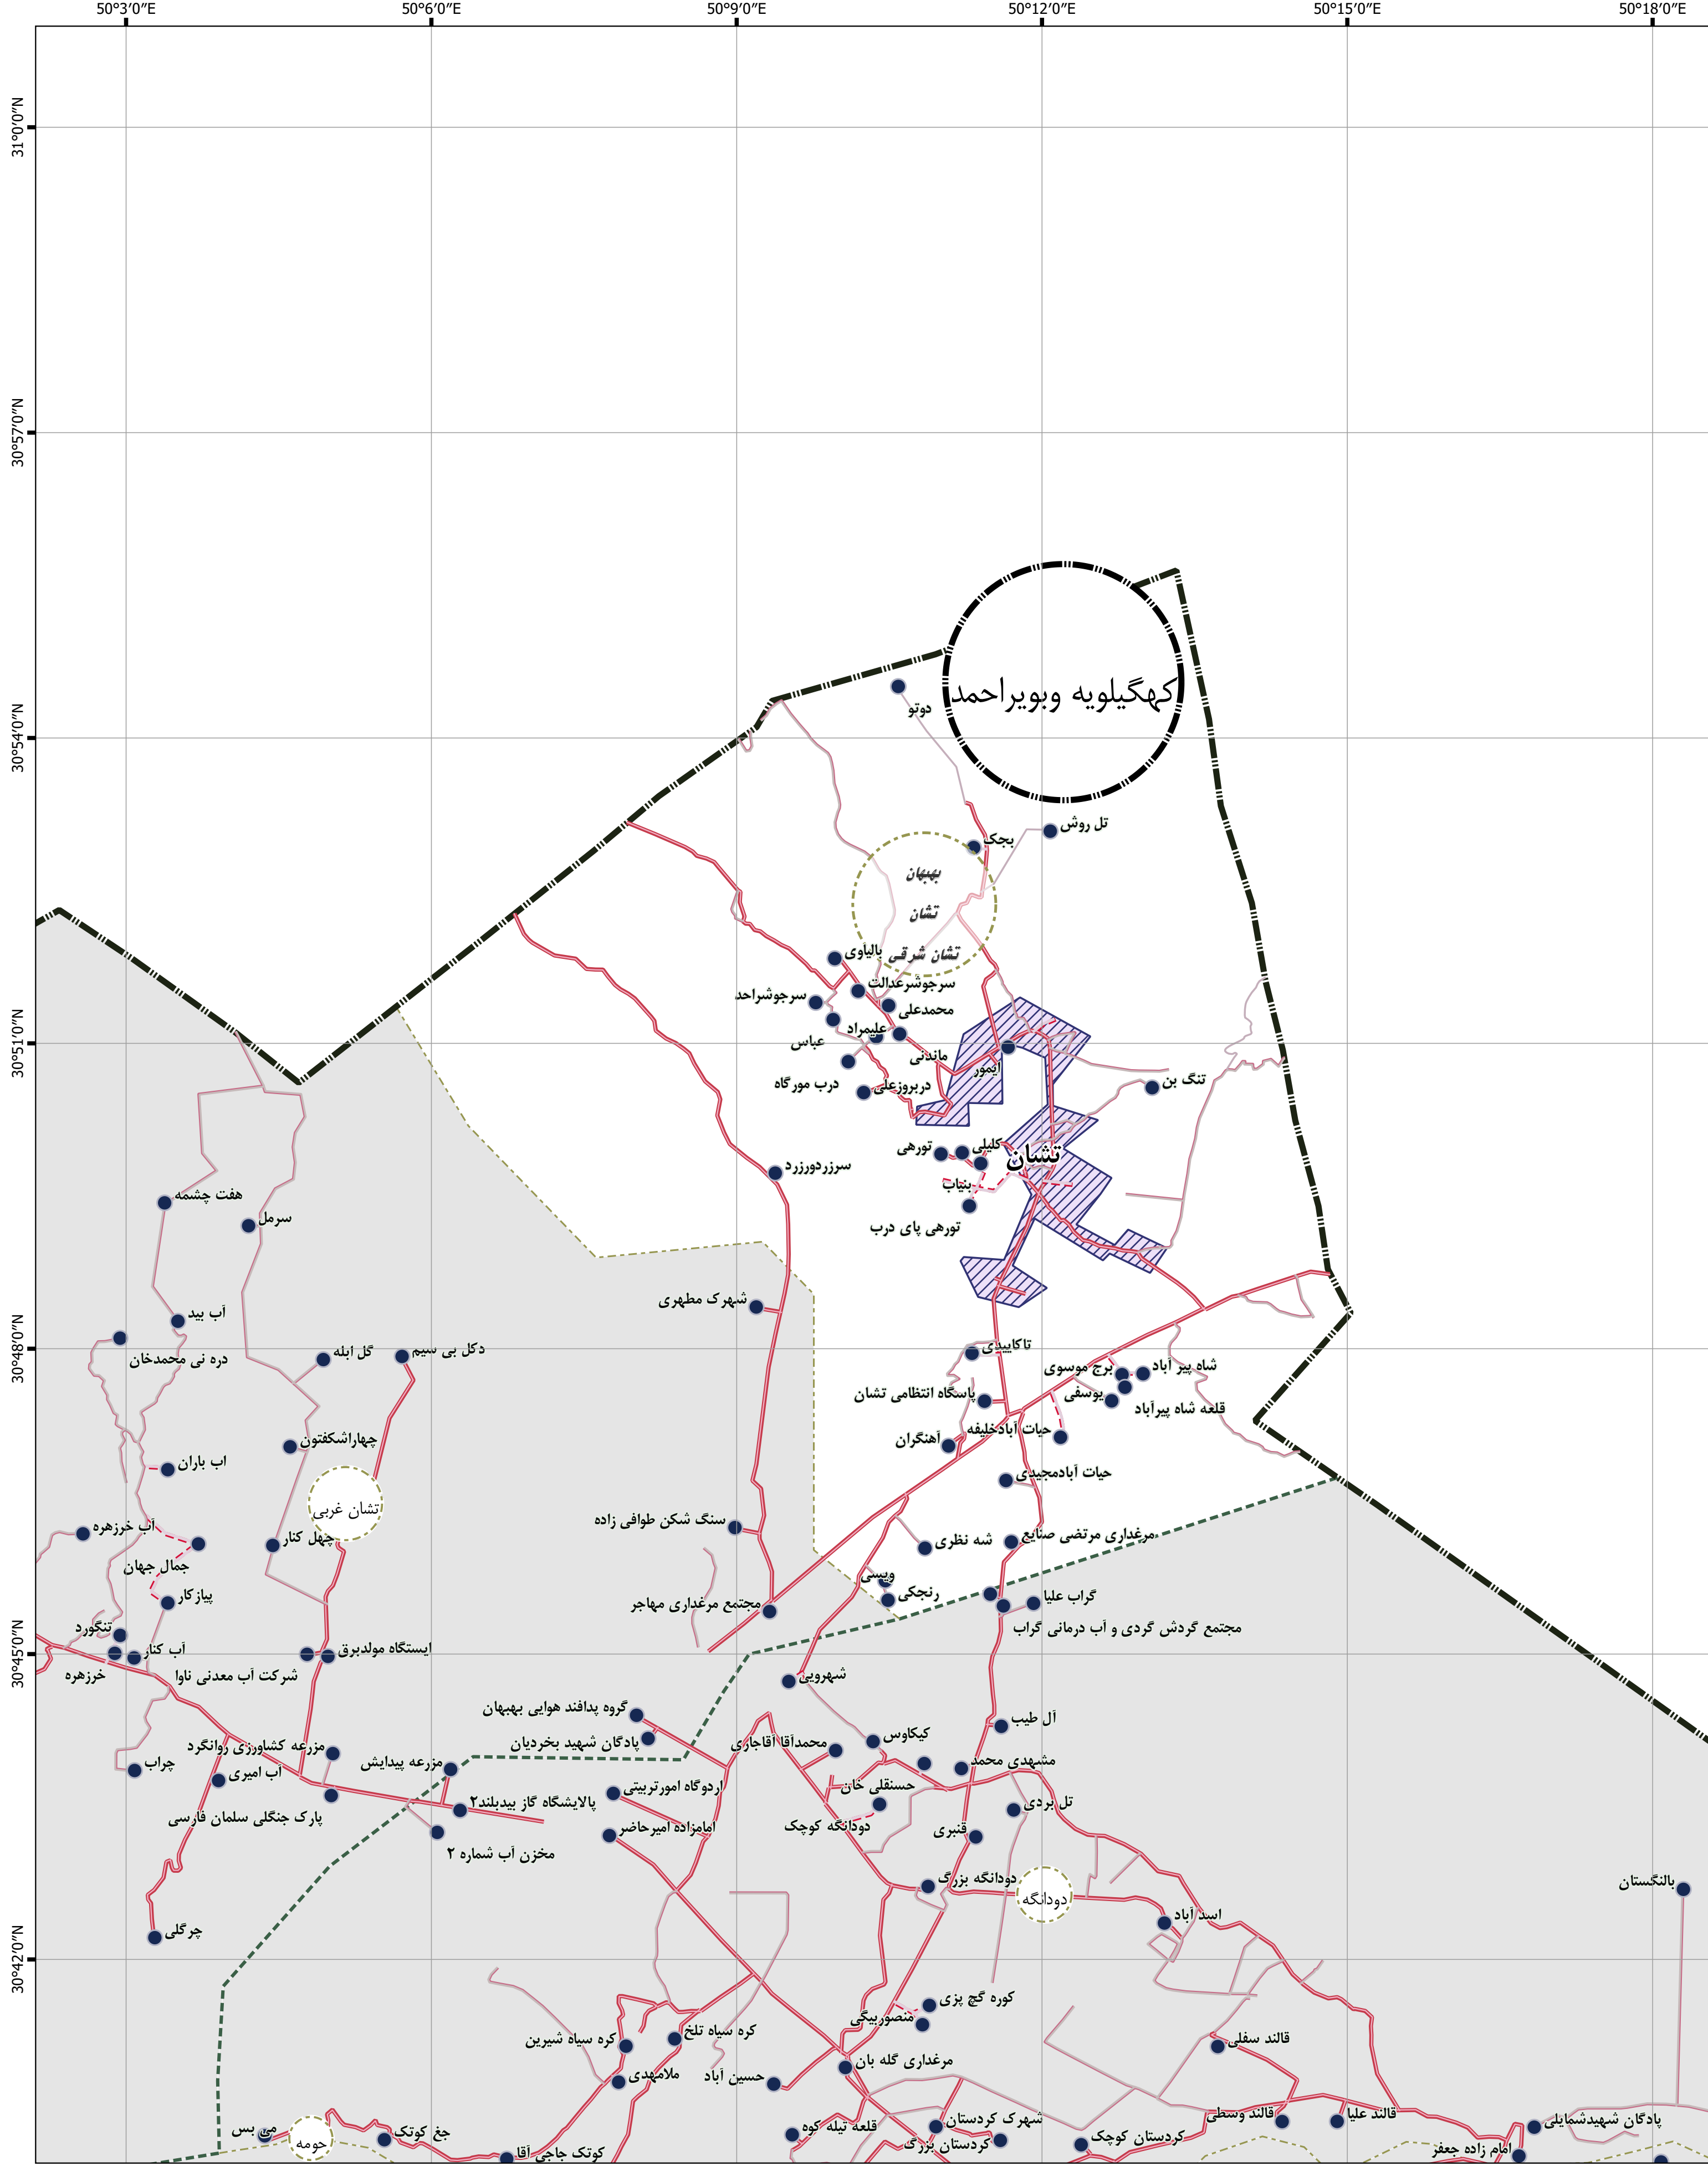 50°3′0″E
50°6′0″E
50°9′0″E
50°12′0″E
50°15′0″E
50°18′0″E
31°0′0″N
30°57′0″N
30°54′0″N
30°51′0″N
30°48′0″N
30°45′0″N
30°42′0″N
کهگیلویه وبویراحمد
دوتو
تل روش
بجک
بهبهان
تشان
تشان شرقی
بالیاوی
سرجوشرعدالت
سرجوشراحد
محمدعلی
علیمراد
عباس
ماندنی
ایمور
درب مورگاه
دربروزعلی
تنگ بن
تورهی
کلیلی
تشان
بنیاب
تورهی پای درب
سرزردورزرد
هفت چشمه
سرمل
شهرک مطهری
آب بید
دره نی محمدخان
گل ابله
دکل بی سیم
تاکاییدی
برج موسوی
شاه پیر آباد
یوسفی
قلعه شاه پیرآباد
پاسگاه انتظامی تشان
حیات آبادخلیفه
آهنگران
چهاراشکفتون
اب باران
حیات آبادمجیدی
تشان غربی
آب خرزهره
چهل کنار
سنگ شکن طوافی زاده
شه نظری
مرغداری مرتضی صنایع
جمال جهان
ویسی
رنجکی
گراب علیا
پیازکار
مجتمع مرغداری مهاجر
مجتمع گردش گردی و آب درمانی گراب
تنگورد
آب کنار
خرزهره
شرکت آب معدنی ناوا
ایستگاه مولدبرق
شهرویی
گروه پدافند هوایی بهبهان
پادگان شهید بخردیان
محمدآقا آقاجاری
کیکاوس
آل طیب
مزرعه کشاورزی روانگرد
چراب
آب امیری
مزرعه پیدایش
مشهدی محمد
حسنقلی خان
اردوگاه امورتربیتی
پالایشگاه گاز بیدبلند۲
پارک جنگلی سلمان فارسی
دودانگه کوچک
تل بردی
امامزاده امیرحاضر
قنبری
مخزن آب شماره ۲
دودانگه بزرگ
دودانگه
بالنگستان
اسد آباد
چرگلی
کوره گچ پزی
منصوربیگی
کره سیاه شیرین
کره سیاه تلخ
قالند سفلی
مرغداری گله بان
ملامهدی
حسین آباد
می بس
حومه
جغ کوتک
کوتک حاجی آقا
قلعه تیله کوه
شهرک کردستان
کردستان بزرگ
کردستان کوچک
قالند وسطی
قالند علیا
پادگان شهیدشمایلی
امام زاده جعفر